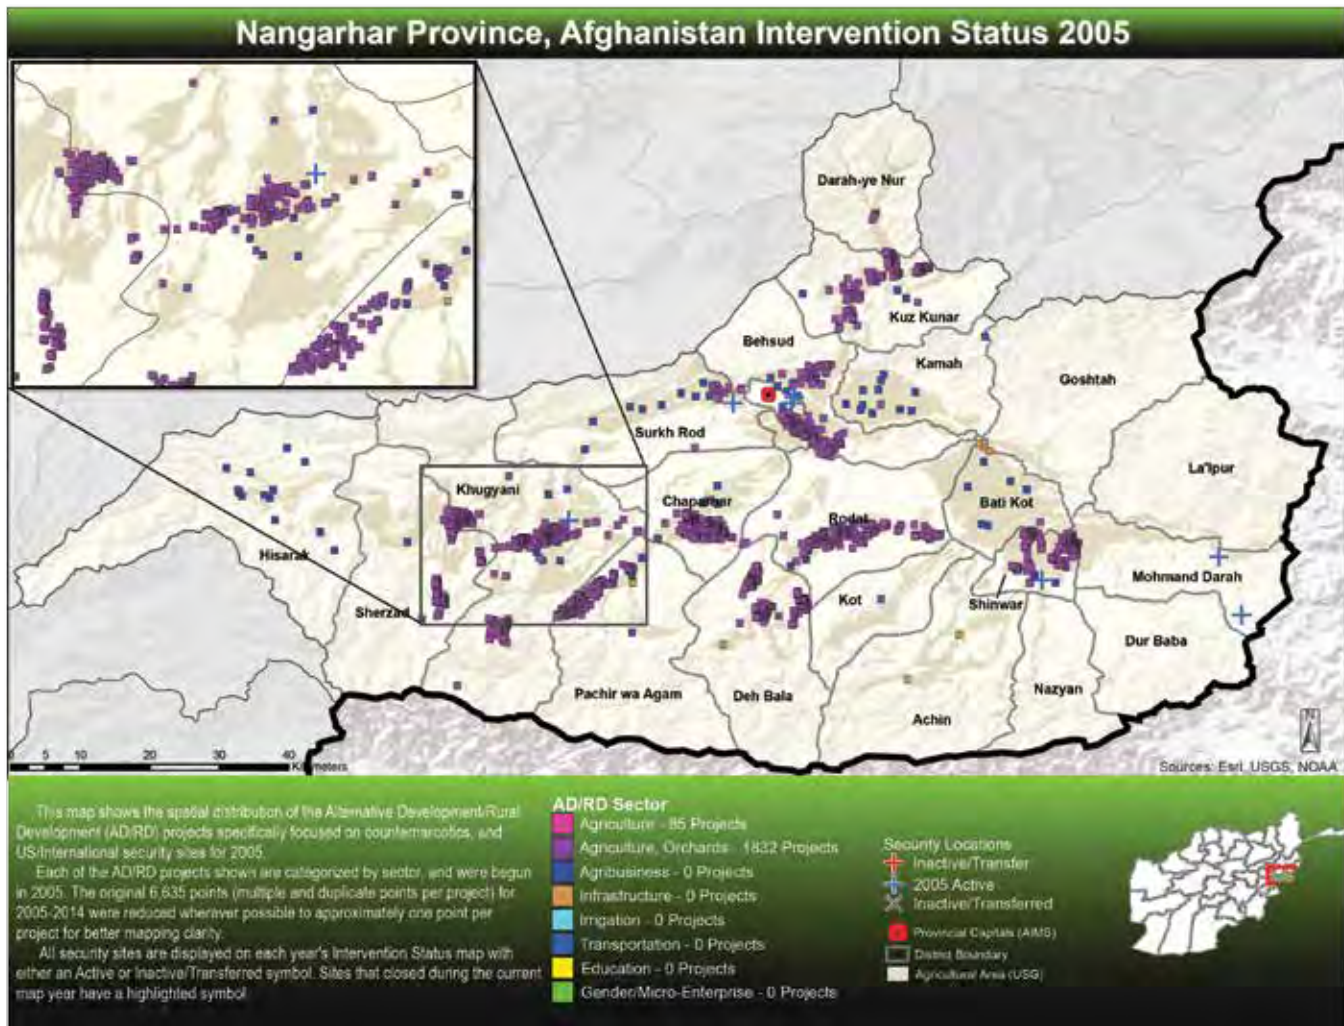 Nangarhar Province, Afghanistan Intervention Status 2005
Darah-ye Nur
Kuz Kunar
Behsud
Kamah
Goshtah
Surkh Rod
La'lpur
Khugyani
Chaparhar
Rodat
Bati Kot
Hisarak
Mohmand Darah
Sherzad
Kot
Shinwar
Dur Baba
Pachir wa Agam
Deh Bala
Nazyan
Achin
0 5 10 20 30 40
Kilometers
N
Sources: Esri, USGS, NOAA
This map shows the spatial distribution of the Alternative Development/Rural
Development (AD/RD) projects specifically focused on counternarcotics, and
US/International security sites for 2005.
Each of the AD/RD projects shown are categorized by sector, and were begun
in 2005. The original 6,635 points (multiple and duplicate points per project) for
2005-2014 were reduced wherever possible to approximately one point per
project for better mapping clarity.
All security sites are displayed on each year's Intervention Status map with
either an Active or Inactive/Transferred symbol. Sites that closed during the current
map year have a highlighted symbol.
AD/RD Sector
Agriculture - 85 Projects
Agriculture, Orchards - 1832 Projects
Agribusiness - 0 Projects
Infrastructure - 0 Projects
Irrigation - 0 Projects
Transportation - 0 Projects
Education - 0 Projects
Gender/Micro-Enterprise - 0 Projects
Security Locations
Inactive/Transfer
2005 Active
Inactive/Transferred
Provincial Capitals (AIMS)
District Boundary
Agricultural Area (USG)